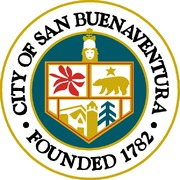 CITY OF SAN BUENAVENTURA
FOUNDED 1782